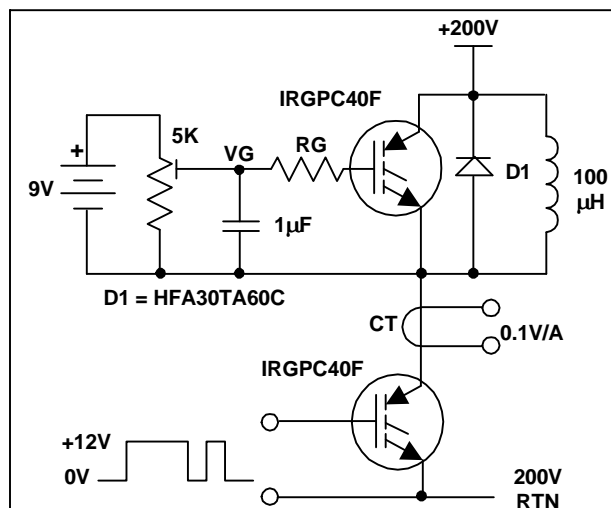 +200V
IRGPC40F
5K
VG
RG
+
9V
D1
100
μH
1μF
D1 = HFA30TA60C
CT
0.1V/A
IRGPC40F
+12V
0V
200V
RTN